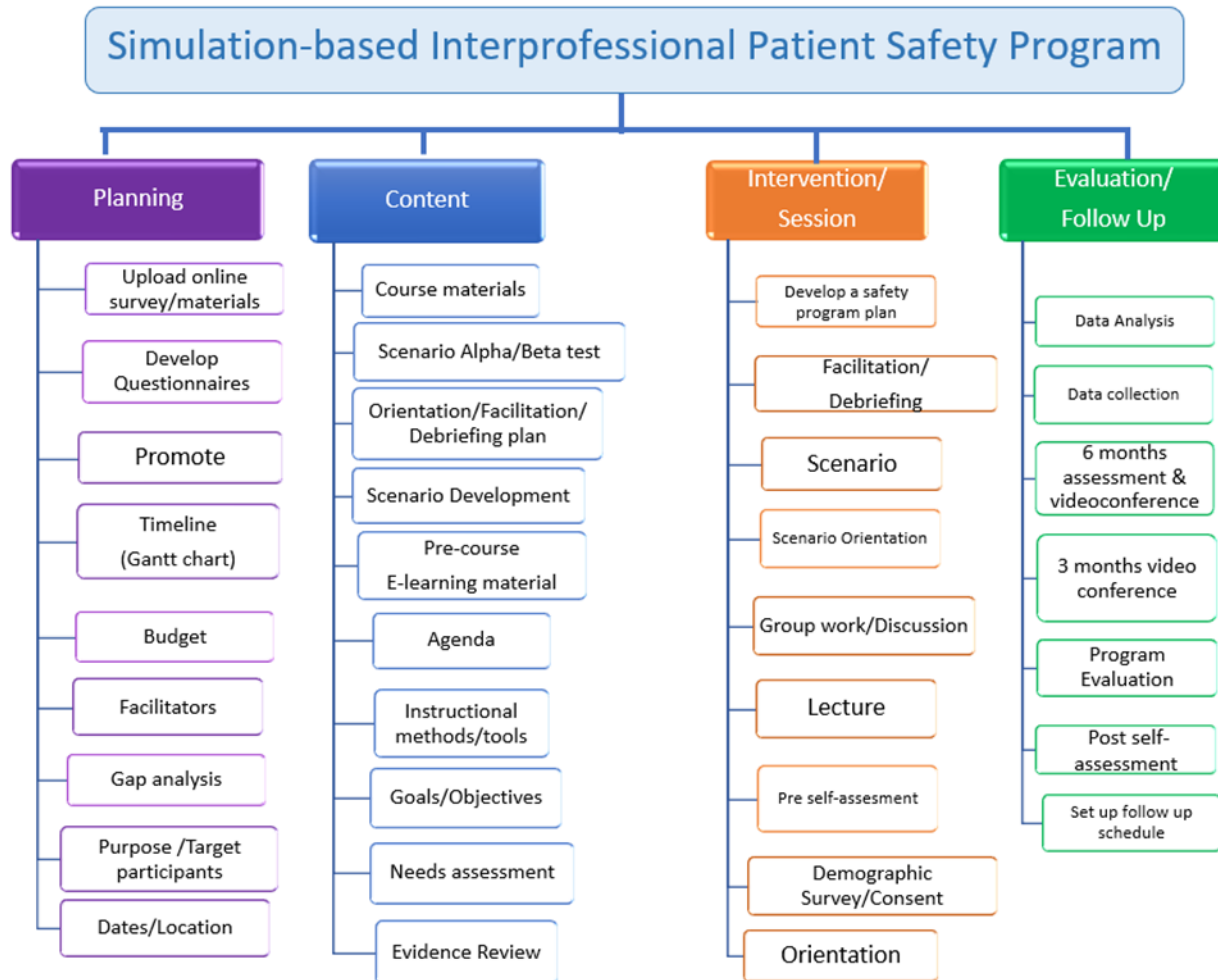 Simulation-based Interprofessional Patient Safety Program
Planning
Upload online
survey/materials
Develop
Questionnaires
Promote
Timeline
(Gantt chart)
Budget
Facilitators
Gap analysis
Purpose /Target
participants
Dates/Location
Content
Course materials
Scenario Alpha/Beta test
Orientation/Facilitation/
Debriefing plan
Scenario Development
Pre-course
E-learning material
Agenda
Instructional
methods/tools
Goals/Objectives
Needs assessment
Evidence Review
Intervention/
Session
Develop a safety
program plan
Facilitation/
Debriefing
Scenario
Scenario Orientation
Group work/Discussion
Lecture
Pre self-assesment
Demographic
Survey/Consent
Orientation
Evaluation/
Follow Up
Data Analysis
Data collection
6 months
assessment &
videoconference
3 months video
conference
Program
Evaluation
Post self-
assessment
Set up follow up
schedule